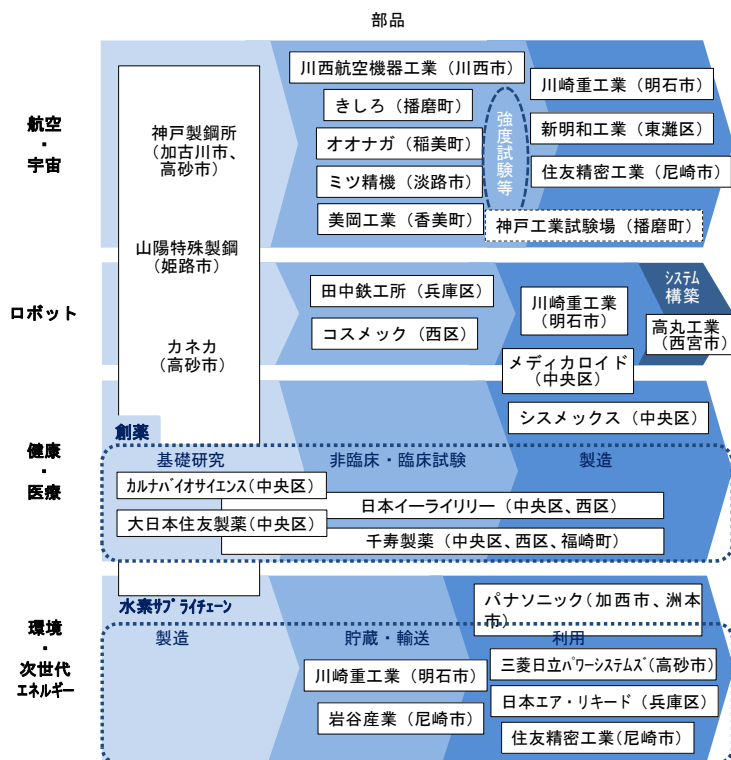 部品
航空
・
宇宙
神戸製鋼所
(加古川市、
高砂市)
山陽特殊製鋼
(姫路市)
カネカ
(高砂市)
川西航空機器工業（川西市）
きしろ（播磨町）
オオナガ（稲美町）
ミツ精機（淡路市）
美岡工業（香美町）
強度試験等
川崎重工業（明石市）
新明和工業（東灘区）
住友精密工業（尼崎市）
神戸工業試験場（播磨町）
ロボット
田中鉄工所（兵庫区）
コスメック（西区）
川崎重工業
(明石市)
ｼｽﾃﾑ
構築
高丸工業
(西宮市)
メディカロイド
(中央区)
健康
・
医療
シスメックス（中央区）
創薬
基礎研究
非臨床・臨床試験
製造
ｶﾙﾅﾊﾞｲｵｻｲｴﾝｽ(中央区)
大日本住友製薬(中央区)
日本イーライリリー（中央区、西区）
千寿製薬（中央区、西区、福崎町）
環境
・
次世代
ｴﾈﾙｷﾞｰ
水素ｻﾌﾟﾗｲﾁｪｰﾝ
製造
貯蔵・輸送
利用
パナソニック(加西市、洲本
市)
川崎重工業（明石市）
岩谷産業（尼崎市）
三菱日立ﾊﾟﾜｰｼｽﾃﾑｽﾞ(高砂市)
日本エア・リキード（兵庫区）
住友精密工業(尼崎市)